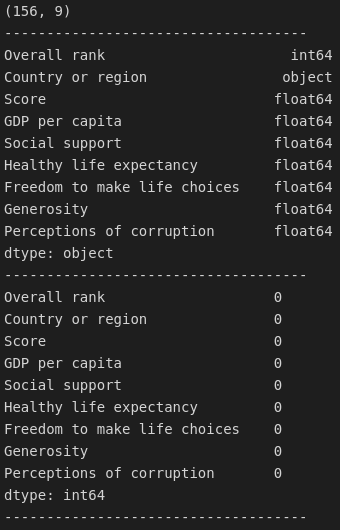 (156, 9)
------------------------------------
Overall rank                      int64
Country or region                object
Score                           float64
GDP per capita                  float64
Social support                  float64
Healthy life expectancy         float64
Freedom to make life choices    float64
Generosity                      float64
Perceptions of corruption       float64
dtype: object
------------------------------------
Overall rank                    0
Country or region               0
Score                           0
GDP per capita                  0
Social support                  0
Healthy life expectancy         0
Freedom to make life choices    0
Generosity                      0
Perceptions of corruption       0
dtype: int64
------------------------------------